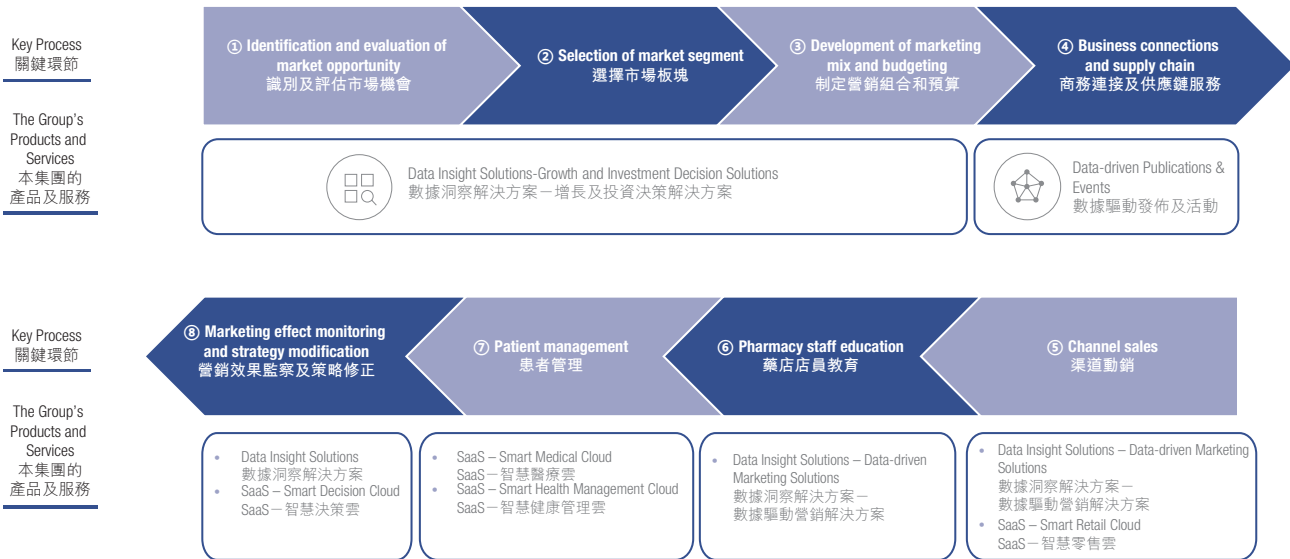 Key Process
關鍵環節
① Identification and evaluation of
market opportunity
識別及評估市場機會
② Selection of market segment
選擇市場板塊
③ Development of marketing
mix and budgeting
制定營銷組合和預算
④ Business connections
and supply chain
商務連接及供應鏈服務
The Group's
Products and
Services
本集團的
產品及服務
Data Insight Solutions-Growth and Investment Decision Solutions
數據洞察解決方案－增長及投資決策解決方案
Data-driven Publications &
Events
數據驅動發佈及活動
Key Process
關鍵環節
⑧ Marketing effect monitoring
and strategy modification
營銷效果監察及策略修正
⑦ Patient management
患者管理
⑥ Pharmacy staff education
藥店店員教育
⑤ Channel sales
渠道動銷
The Group's
Products and
Services
本集團的
產品及服務
• Data Insight Solutions
數據洞察解決方案
• SaaS – Smart Decision Cloud
SaaS－智慧決策雲
• SaaS – Smart Medical Cloud
SaaS－智慧醫療雲
• SaaS – Smart Health Management Cloud
SaaS－智慧健康管理雲
• Data Insight Solutions – Data-driven
Marketing Solutions
數據洞察解決方案－
數據驅動營銷解決方案
• Data Insight Solutions – Data-driven Marketing
Solutions
數據洞察解決方案－
數據驅動營銷解決方案
• SaaS – Smart Retail Cloud
SaaS－智慧零售雲